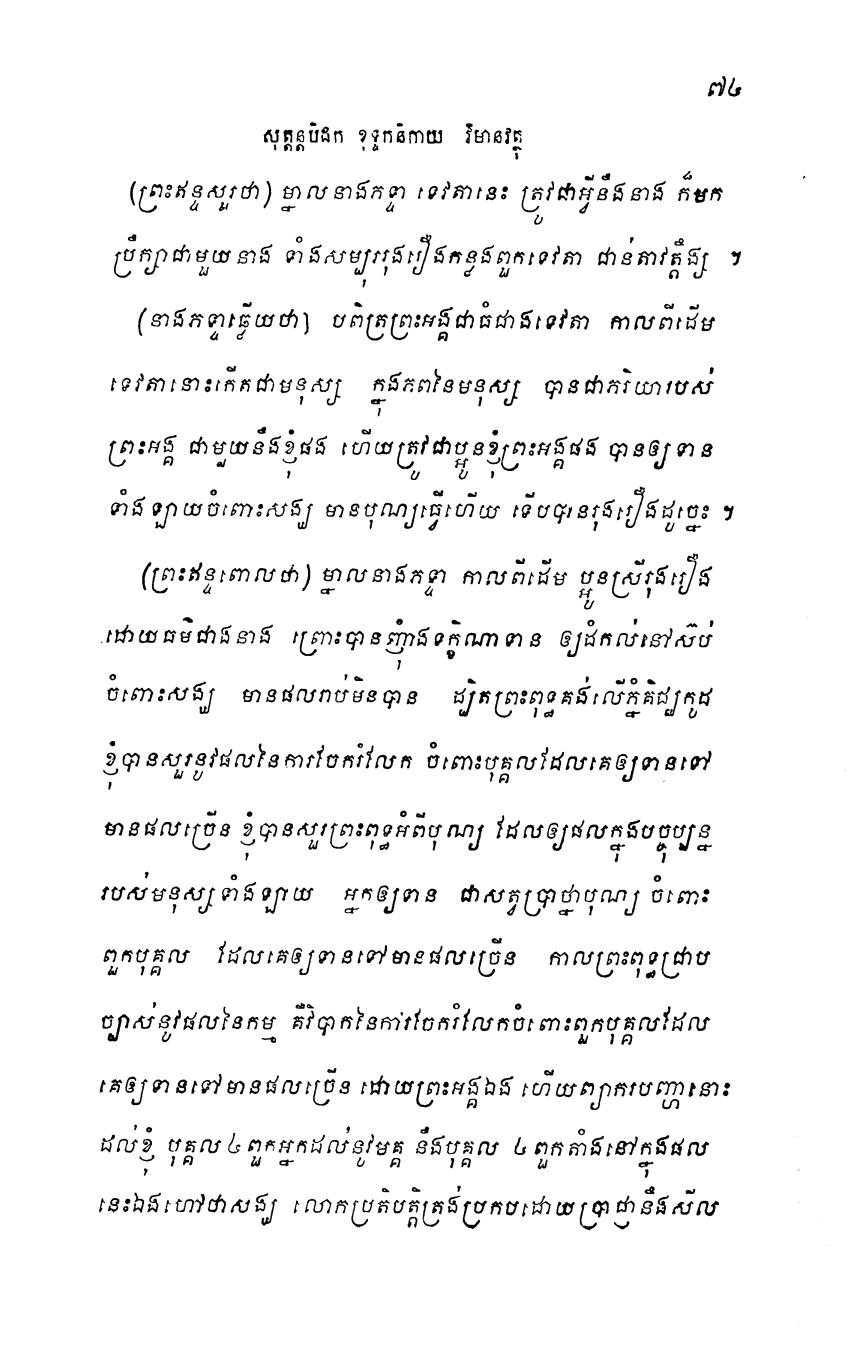 ៧៤
សុត្តន្តបិដក ខុទ្ទកនិកាយ វិមានវត្ថុ
(ព្រះឥន្ទសួរថា) ម្នាលនាងភទ្ទា ទេវតានេះ ត្រូវជាអ្វីនឹងនាង ក៏មក
ប្រឹក្សាជាមួយនាង ទាំងសម្បុររុងរឿងកន្លងពួកទេវតា ជាន់តាវត្តឹង្ស ។
(នាងភទ្ទាឆ្លើយថា) បពិត្រព្រះអង្គជាធំជាងទេវតា កាលពីដើម
ទេវតានោះកើតជាមនុស្ស ក្នុងភពនៃមនុស្ស បានជាភរិយារបស់
ព្រះអង្គ ជាមួយនឹងខ្ញុំផង ហើយត្រូវជាប្អូនខ្ញុំព្រះអង្គផង បានឲ្យទាន
ទាំងឡាយចំពោះសង្ឃ មានបុណ្យធ្វើហើយ ទើបបានរុងរឿងដូច្នេះ ។
(ព្រះឥន្ទពោលថា) ម្នាលនាងភទ្ទា កាលពីដើម ប្អូនស្រីរុងរឿង
ដោយធម៌ជាងនាង ព្រោះបានញ៉ាំងទក្ខិណាទាន ឲ្យដំកល់នៅស៊ប់
ចំពោះសង្ឃ មានផលរាប់មិនបាន ដ្បិតព្រះពុទ្ធគង់លើភ្នំគិជ្ឈកូដ
ខ្ញុំបានសួរនូវផលនៃការចែករំលែក ចំពោះបុគ្គលដែលគេឲ្យទានទៅ
មានផលច្រើន ខ្ញុំបានសួរព្រះពុទ្ធអំពីបុណ្យ ដែលឲ្យផលក្នុងបច្ចុប្បន្ន
របស់មនុស្សទាំងឡាយ អ្នកឲ្យទាន ជាសត្វប្រាថ្នាបុណ្យ ចំពោះ
ពួកបុគ្គល ដែលគេឲ្យទានទៅមានផលច្រើន កាលព្រះពុទ្ធជ្រាប
ច្បាស់នូវផលនៃកម្ម គឺវិបាកនៃការចែករំលែកចំពោះពួកបុគ្គលដែល
គេឲ្យទានទៅមានផលច្រើន ដោយព្រះអង្គឯង ហើយព្យាករបញ្ហានោះ
ដល់ខ្ញុំ បុគ្គល ៤ ពួកអ្នកដល់នូវមគ្គ នឹងបុគ្គល ៤ ពួកតាំងនៅក្នុងផល
នេះឯងហៅថាសង្ឃ លោកប្រតិបត្តិត្រង់ប្រកបដោយប្រាជ្ញានឹងសីល